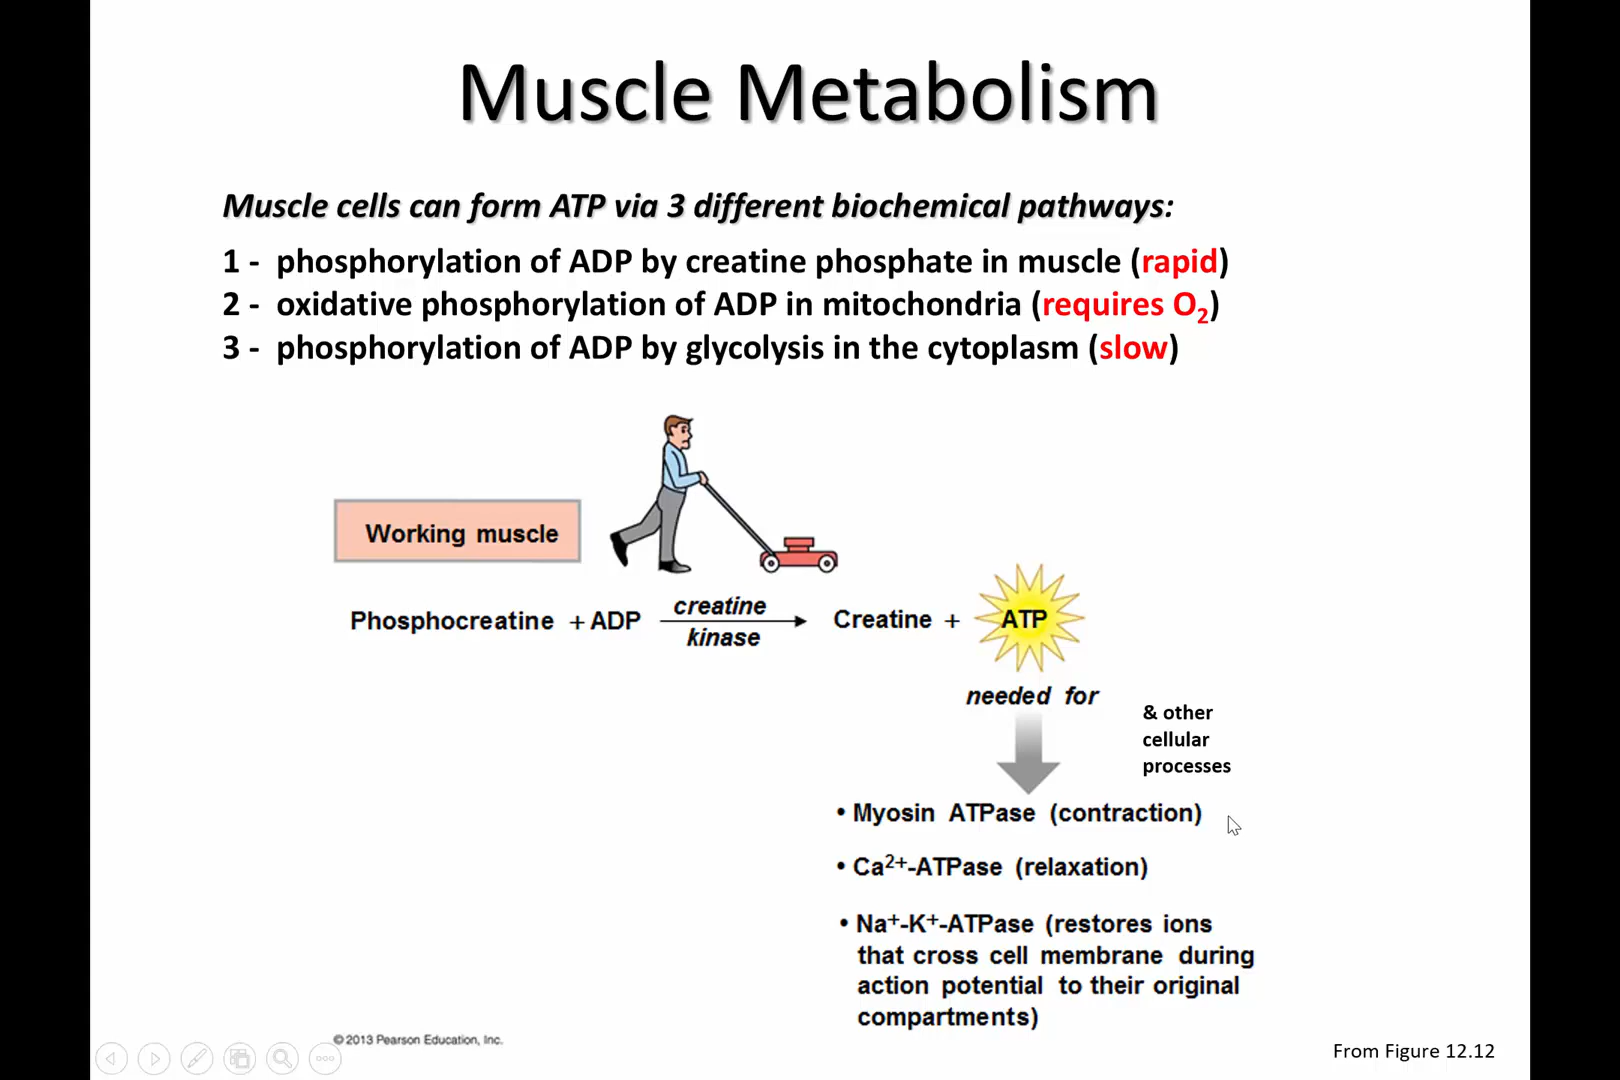 Muscle Metabolism
Muscle cells can form ATP via 3 different biochemical pathways:
1 - phosphorylation of ADP by creatine phosphate in muscle (rapid)
2 - oxidative phosphorylation of ADP in mitochondria (requires O₂)
3 - phosphorylation of ADP by glycolysis in the cytoplasm (slow)
Working muscle
Phosphocreatine + ADP creatine kinase Creatine + ATP
needed for
& other
cellular
processes
• Myosin ATPase (contraction)
• Ca²⁺-ATPase (relaxation)
• Na⁺-K⁺-ATPase (restores ions
that cross cell membrane during
action potential to their original
compartments)
© 2013 Pearson Education, Inc.
From Figure 12.12